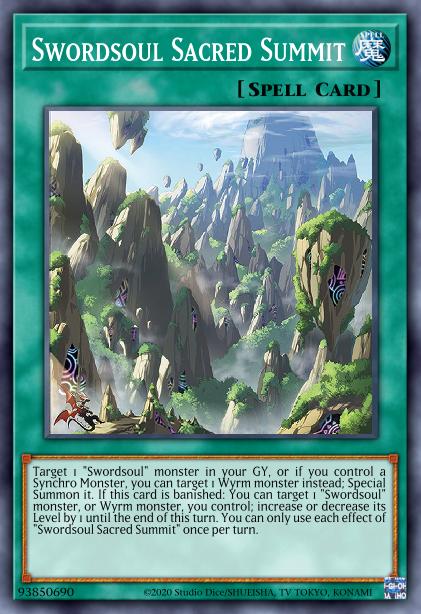 Swordsoul Sacred Summit
SPELL
魔
[Spell Card]
Target 1 "Swordsoul" monster in your GY, or if you control a
Synchro Monster, you can target 1 Wyrm monster instead; Special
Summon it. If this card is banished: You can target 1 "Swordsoul"
monster, or Wyrm monster, you control; increase or decrease its
Level by 1 until the end of this turn. You can only use each effect of
"Swordsoul Sacred Summit" once per turn.
93850690
©2020 Studio Dice/SHUEISHA, TV TOKYO, KONAMI